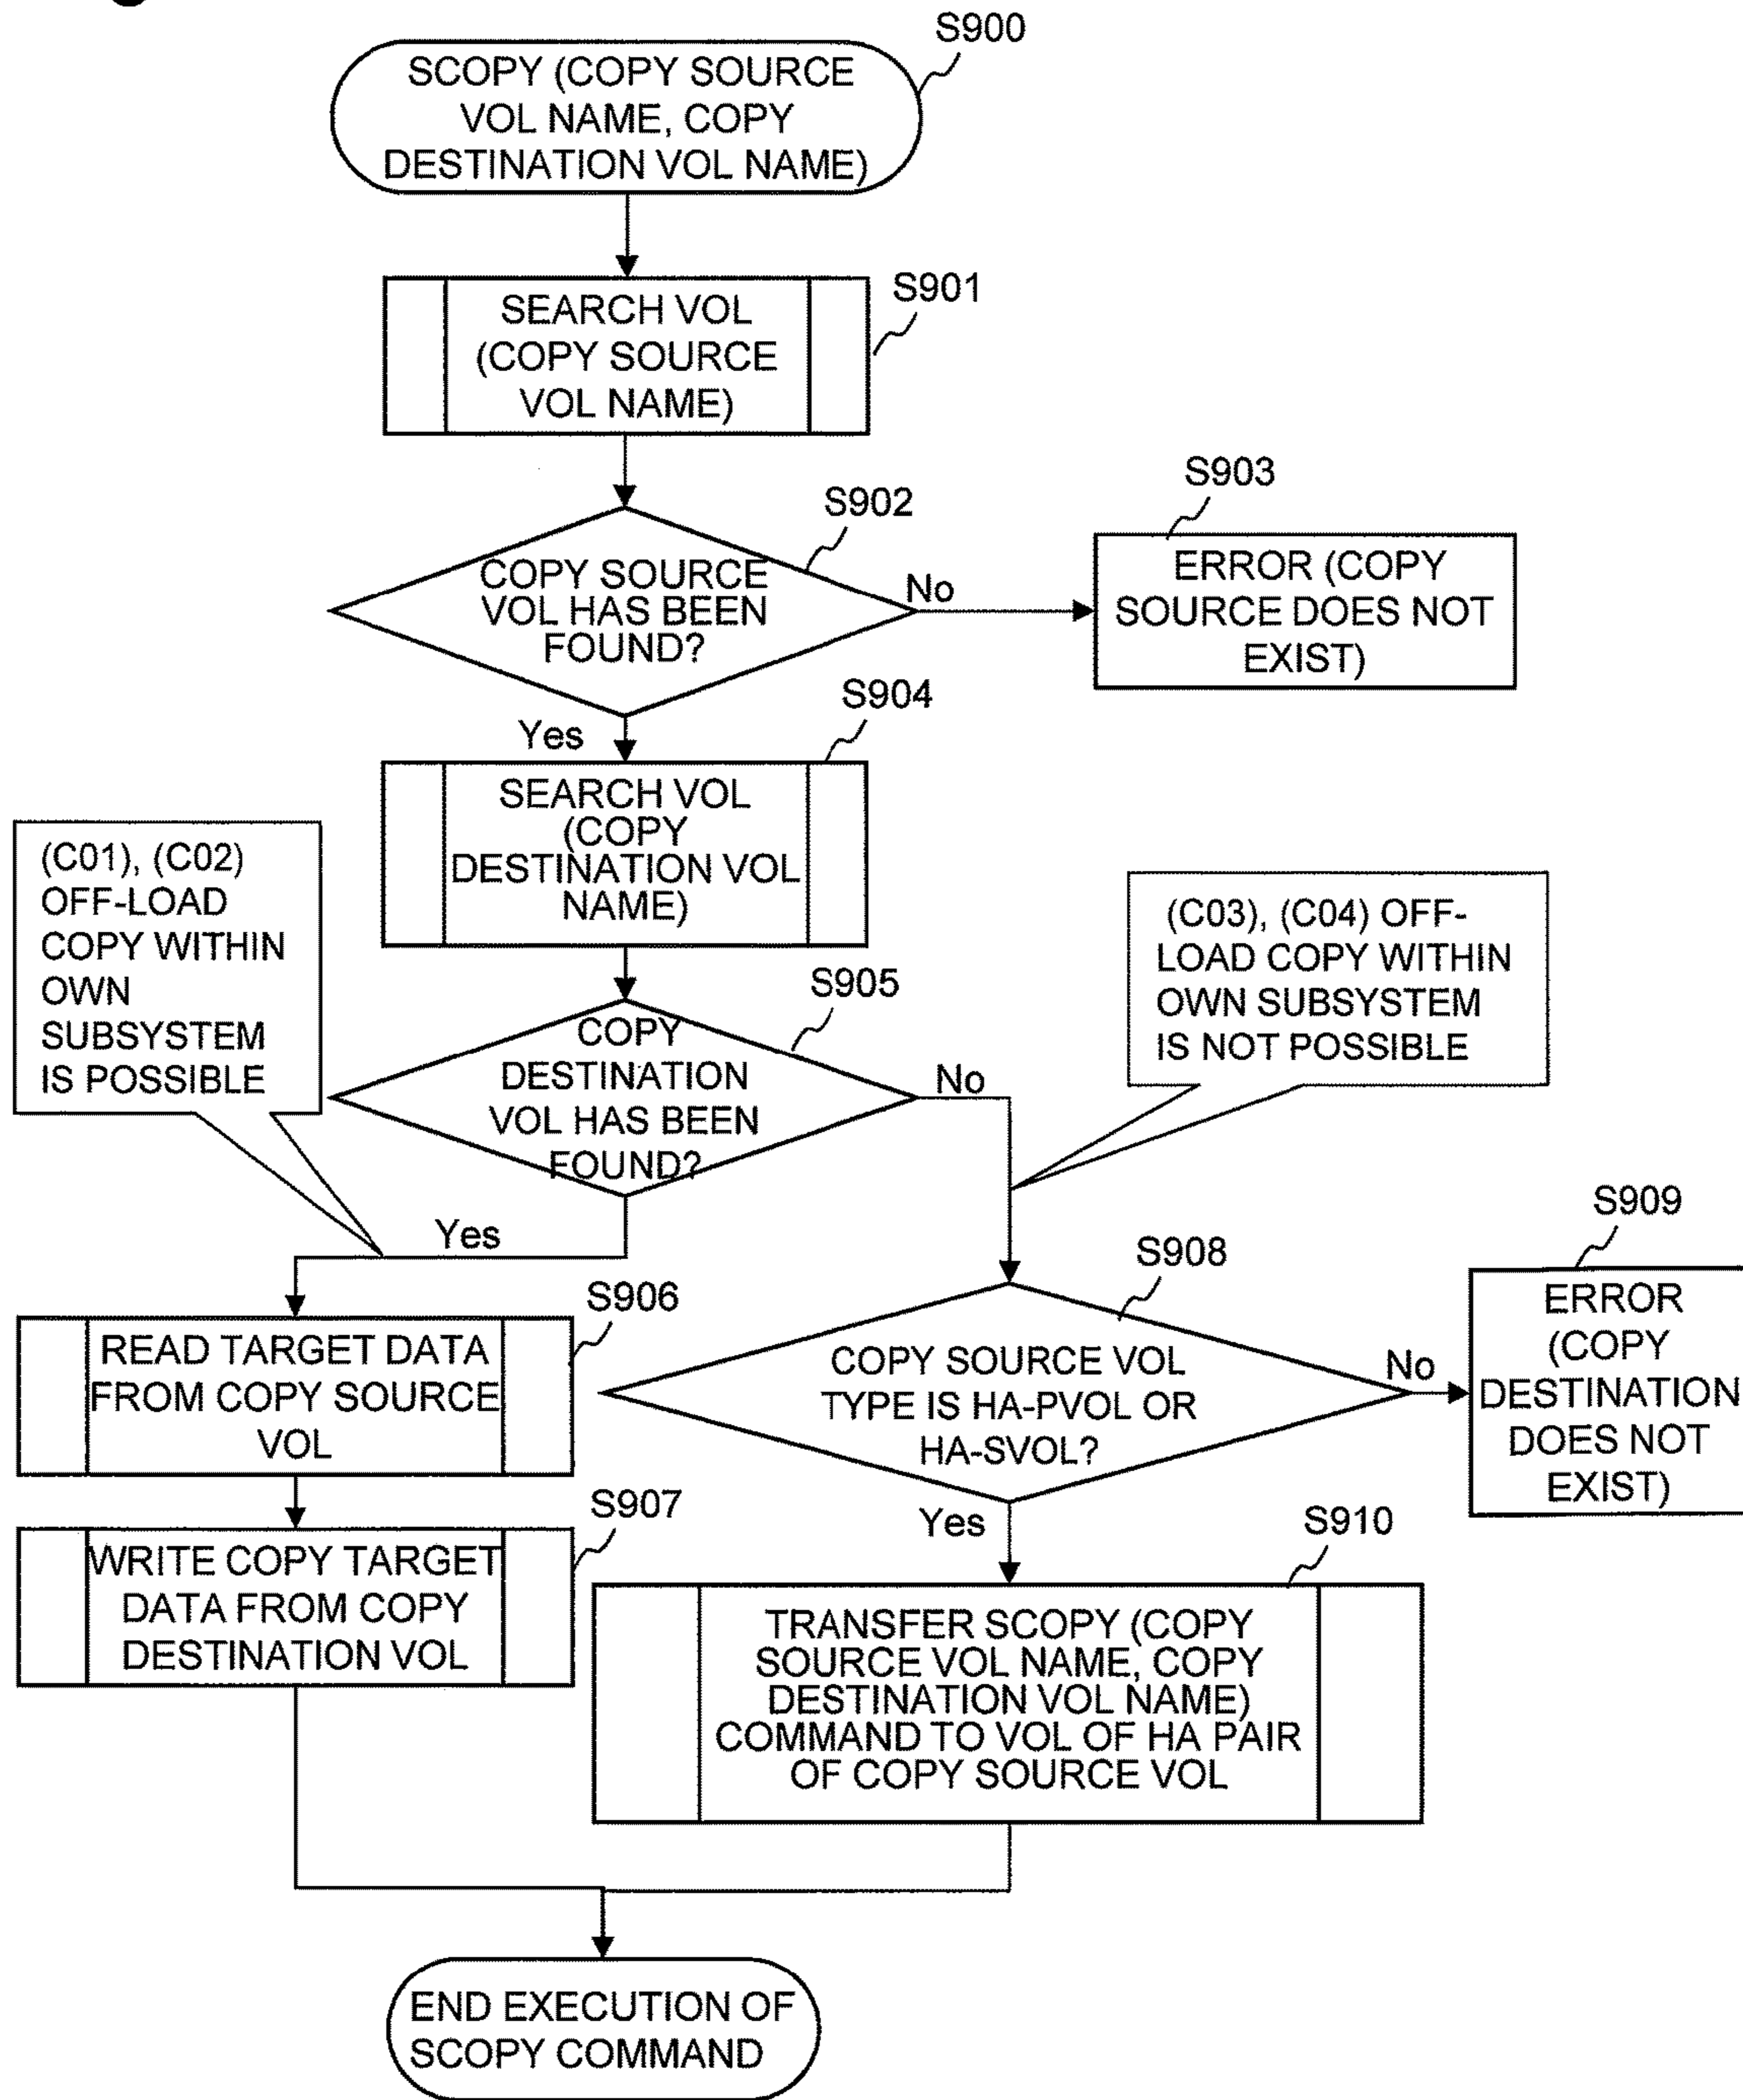 S900
SCOPY (COPY SOURCE
VOL NAME, COPY
DESTINATION VOL NAME)
S901
SEARCH VOL
(COPY SOURCE
VOL NAME)
S902
COPY SOURCE
VOL HAS BEEN
FOUND?
No
S903
ERROR (COPY
SOURCE DOES NOT
EXIST)
Yes
S904
SEARCH VOL
(COPY
DESTINATION VOL
NAME)
(C01), (C02)
OFF-LOAD
COPY WITHIN
OWN
SUBSYSTEM
IS POSSIBLE
(C03), (C04) OFF-
LOAD COPY WITHIN
OWN SUBSYSTEM
IS NOT POSSIBLE
S905
COPY
DESTINATION
VOL HAS BEEN
FOUND?
No
Yes
S906
READ TARGET DATA
FROM COPY SOURCE
VOL
S907
WRITE COPY TARGET
DATA FROM COPY
DESTINATION VOL
S908
COPY SOURCE VOL
TYPE IS HA-PVOL OR
HA-SVOL?
No
S909
ERROR
(COPY
DESTINATION
DOES NOT
EXIST)
Yes
S910
TRANSFER SCOPY (COPY
SOURCE VOL NAME, COPY
DESTINATION VOL NAME)
COMMAND TO VOL OF HA PAIR
OF COPY SOURCE VOL
END EXECUTION OF
SCOPY COMMAND